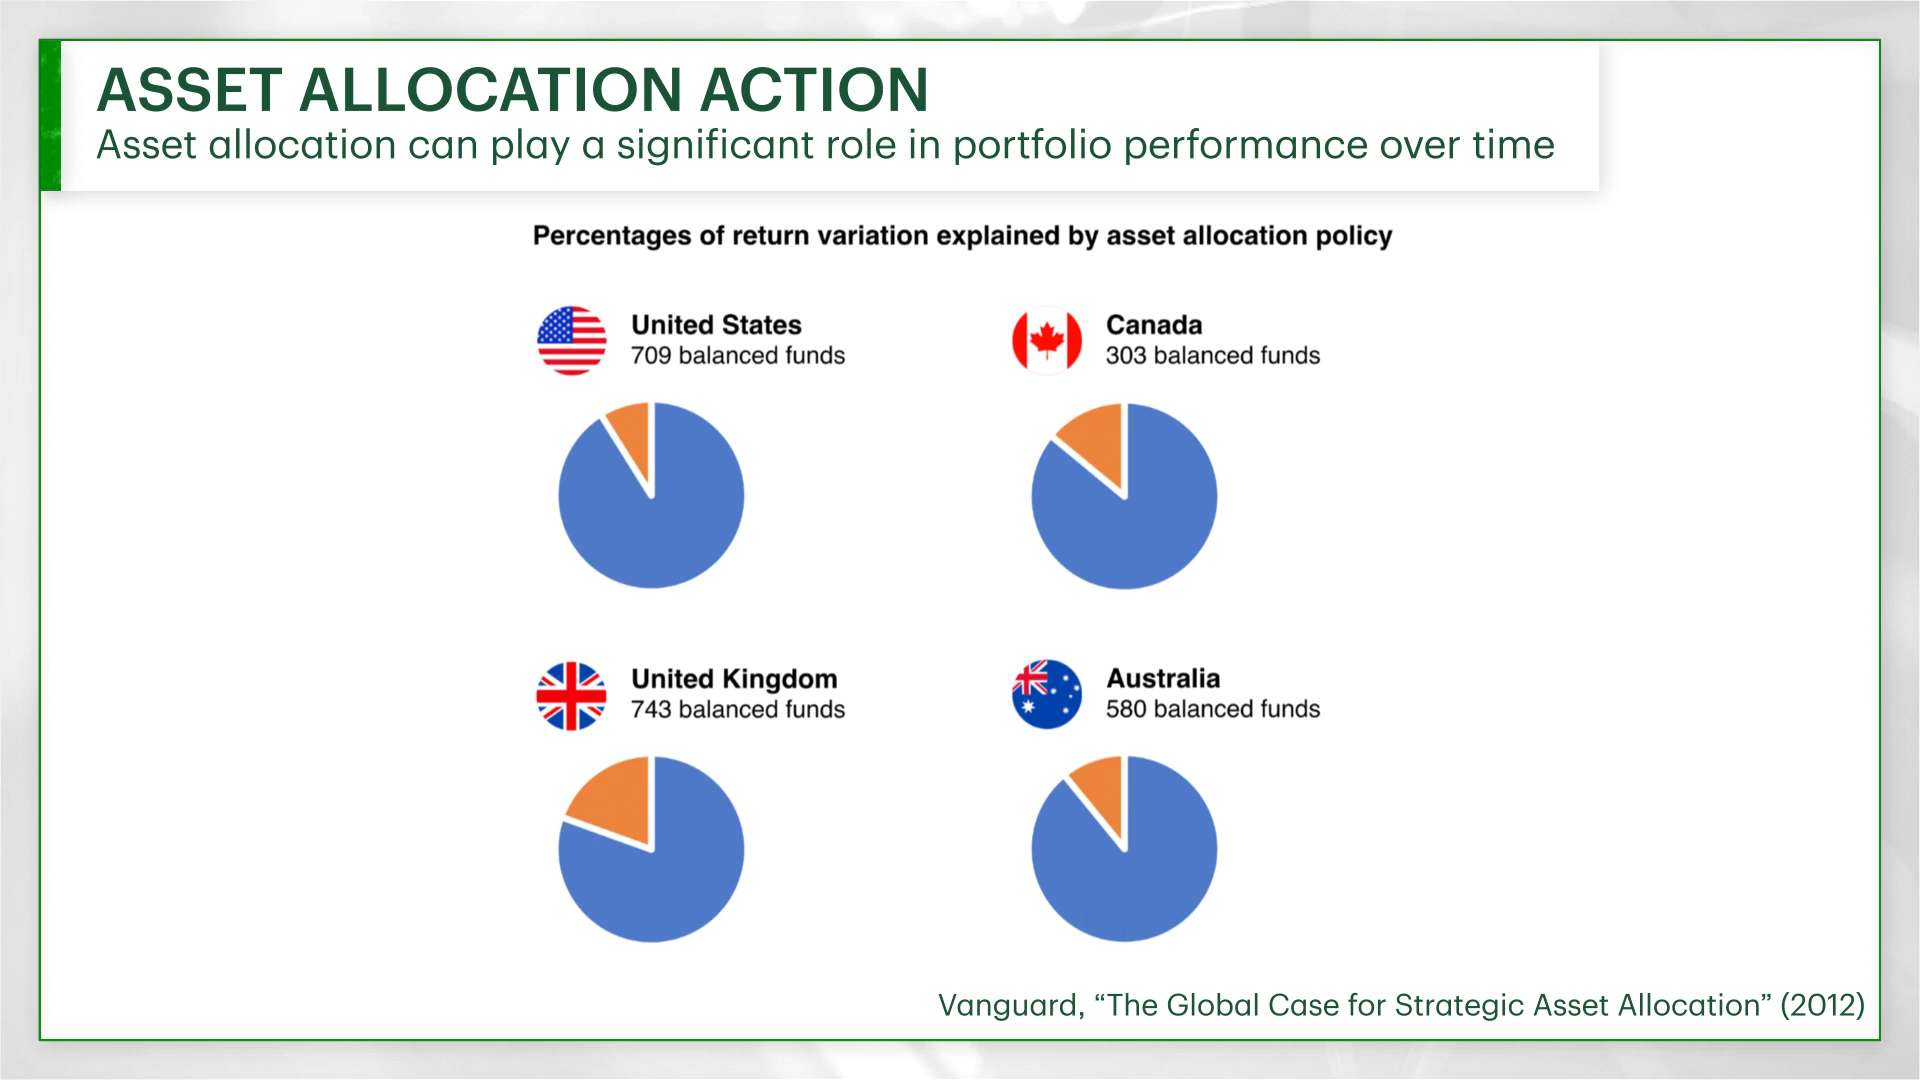 ASSET ALLOCATION ACTION
Asset allocation can play a significant role in portfolio performance over time
Percentages of return variation explained by asset allocation policy
United States
709 balanced funds
Canada
303 balanced funds
United Kingdom
743 balanced funds
Australia
580 balanced funds
Vanguard, “The Global Case for Strategic Asset Allocation” (2012)